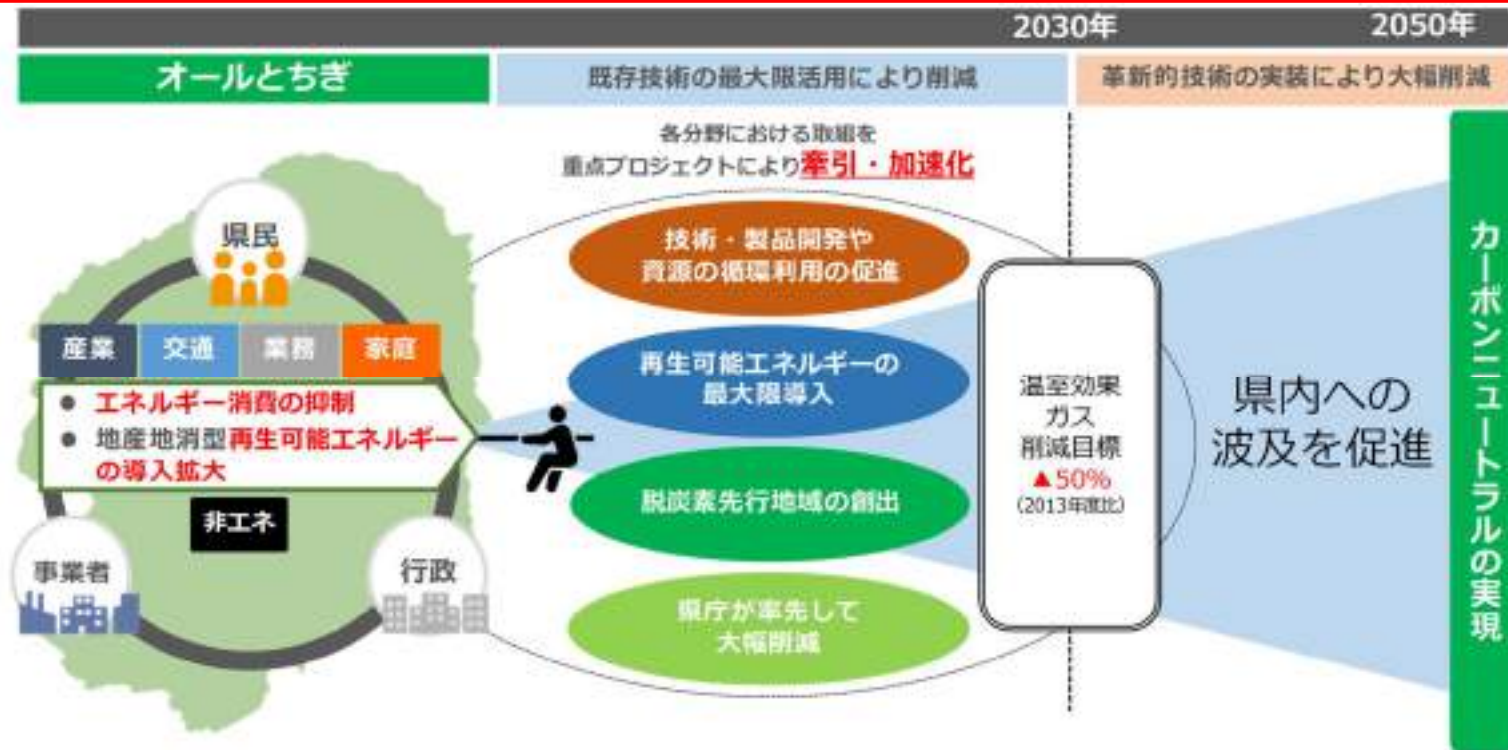 2030年
2050年
オールとちぎ
既存技術の最大限活用により削減
革新的技術の実装により大幅削減
各分野における取組を
重点プロジェクトにより牽引・加速化
県民
産業
交通
業務
家庭
● エネルギー消費の抑制
● 地産地消型再生可能エネルギー
の導入拡大
非エネ
事業者
行政
技術・製品開発や
資源の循環利用の促進
再生可能エネルギーの
最大限導入
脱炭素先行地域の創出
県庁が率先して
大幅削減
温室効果
ガス
削減目標
▲50%
(2013年度比)
県内への
波及を促進
カーボンニュートラルの実現